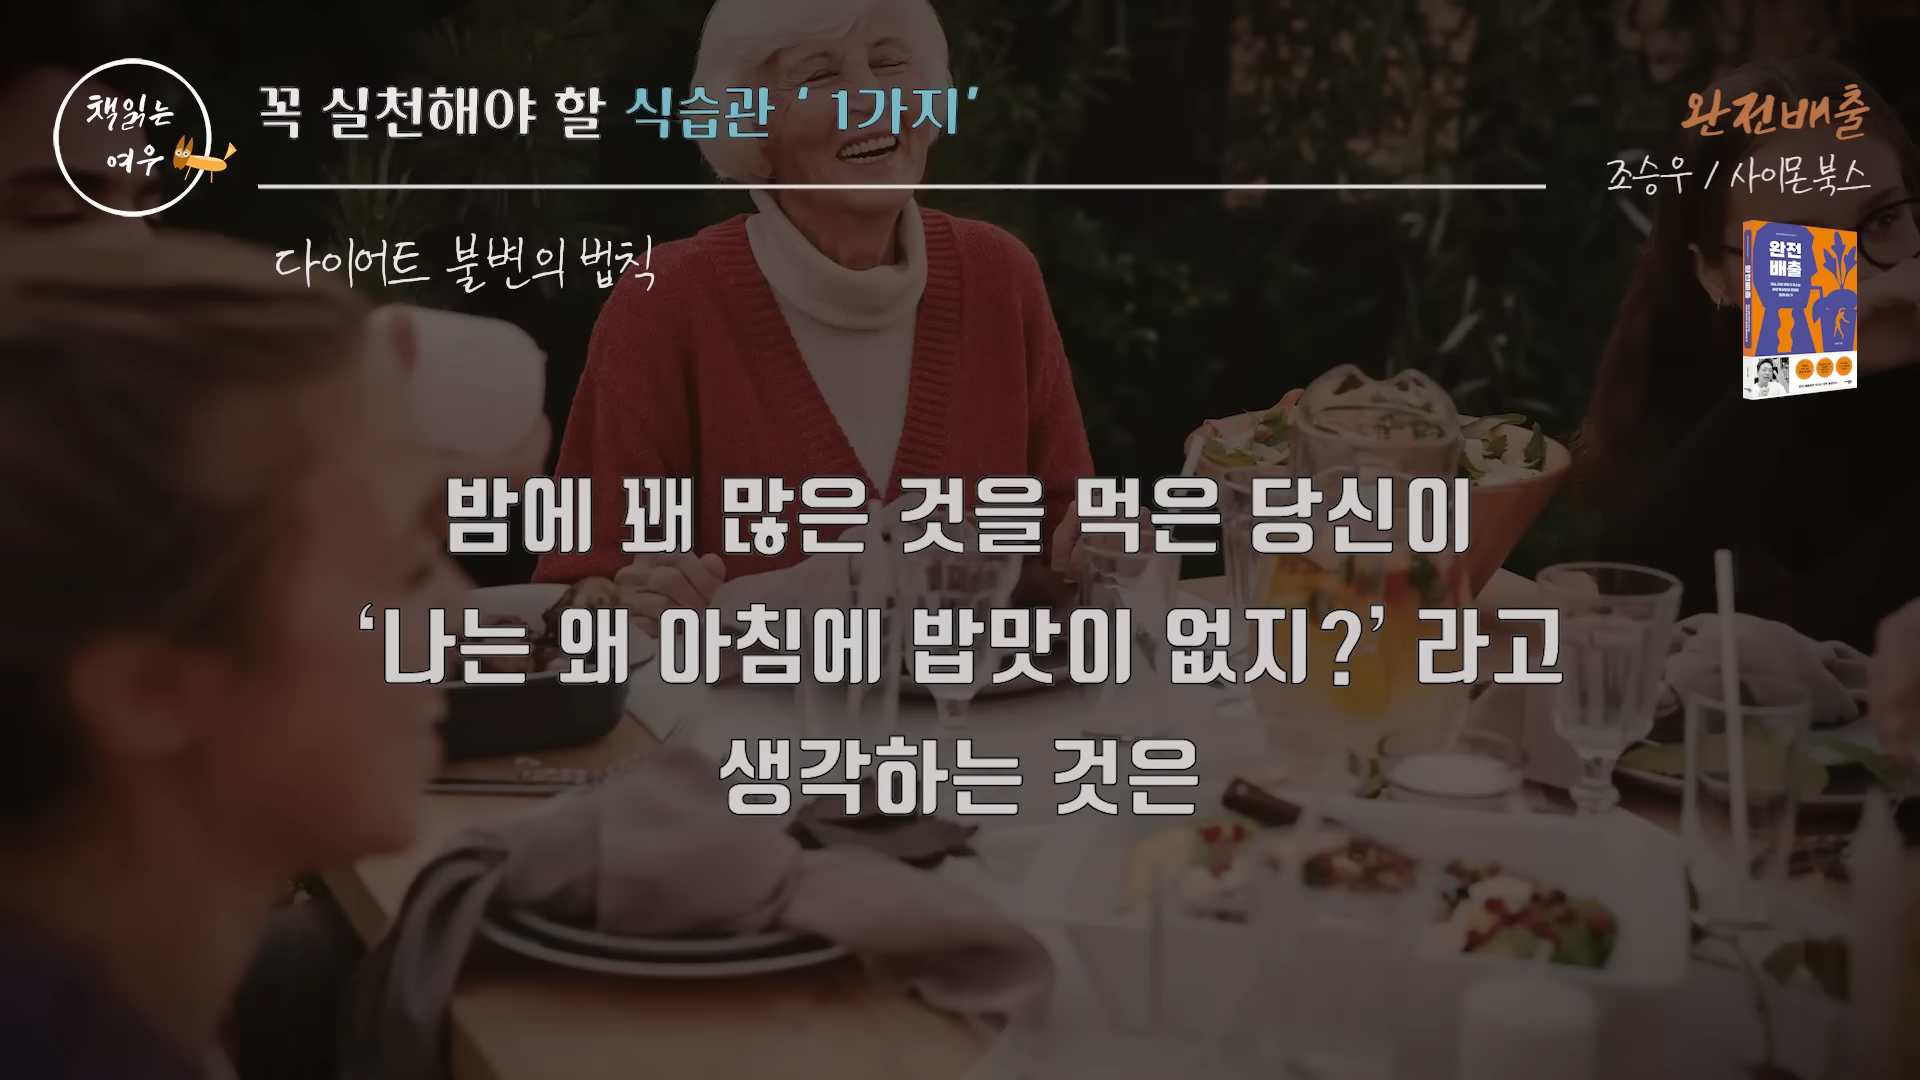 책읽는
여우
꼭 실천해야 할 식습관 ‘ 1가지’
다이어트 불변의 법칙
완전배출
조승우 / 사이몬북스
완전
배출
밤에 꽤 많은 것을 먹은 당신이
‘나는 왜 아침에 밥맛이 없지?’ 라고
생각하는 것은